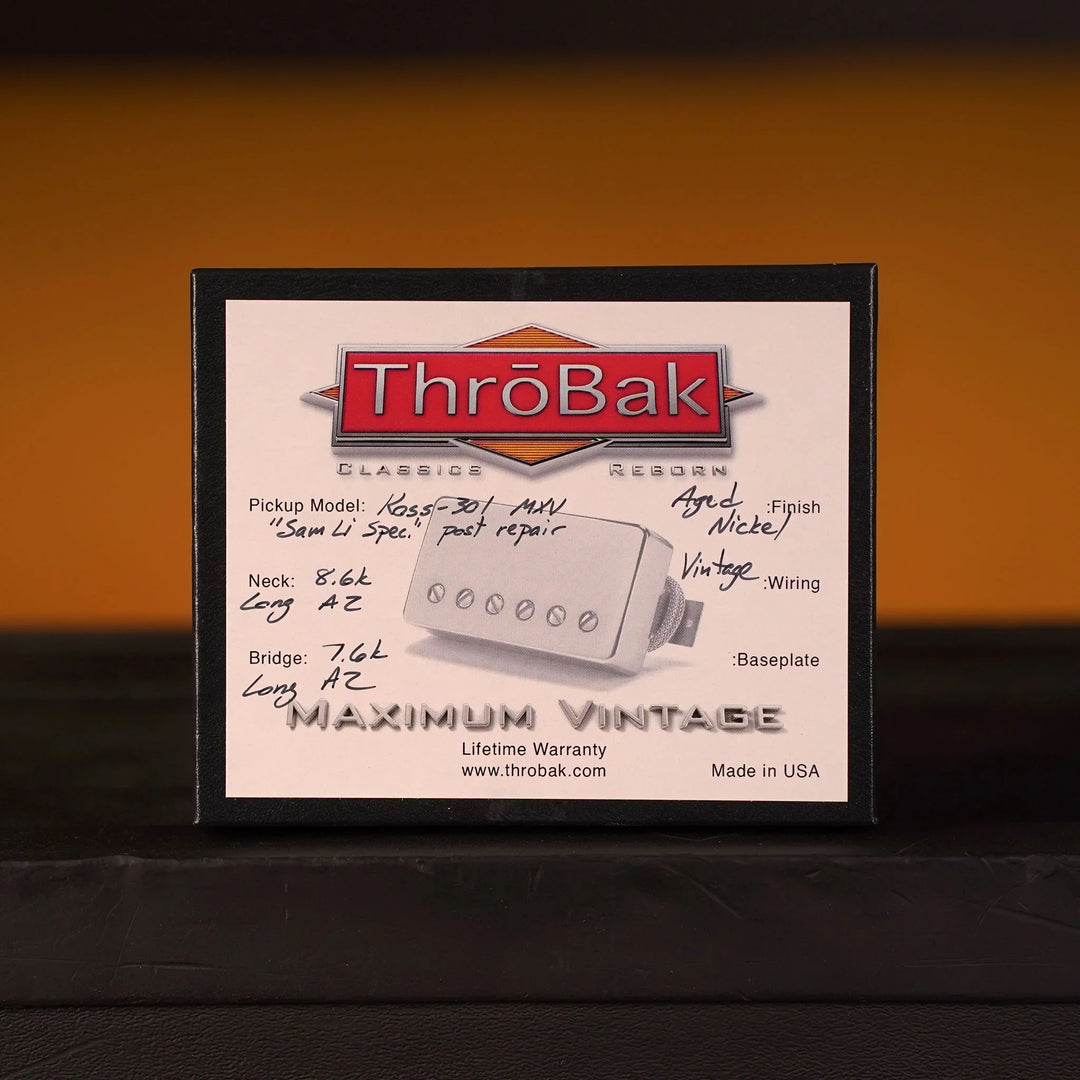 ThrōBak
CLASSICS REBORN
Pickup Model: Koss-301 MXV
"Sam Li Spec." post repair
Aged :Finish
Nickel
Neck: 8.6k
Long AZ
Vintage :Wiring
Bridge: 7.6k
Long AZ
:Baseplate
MAXIMUM VINTAGE
Lifetime Warranty
www.throbak.com
Made in USA